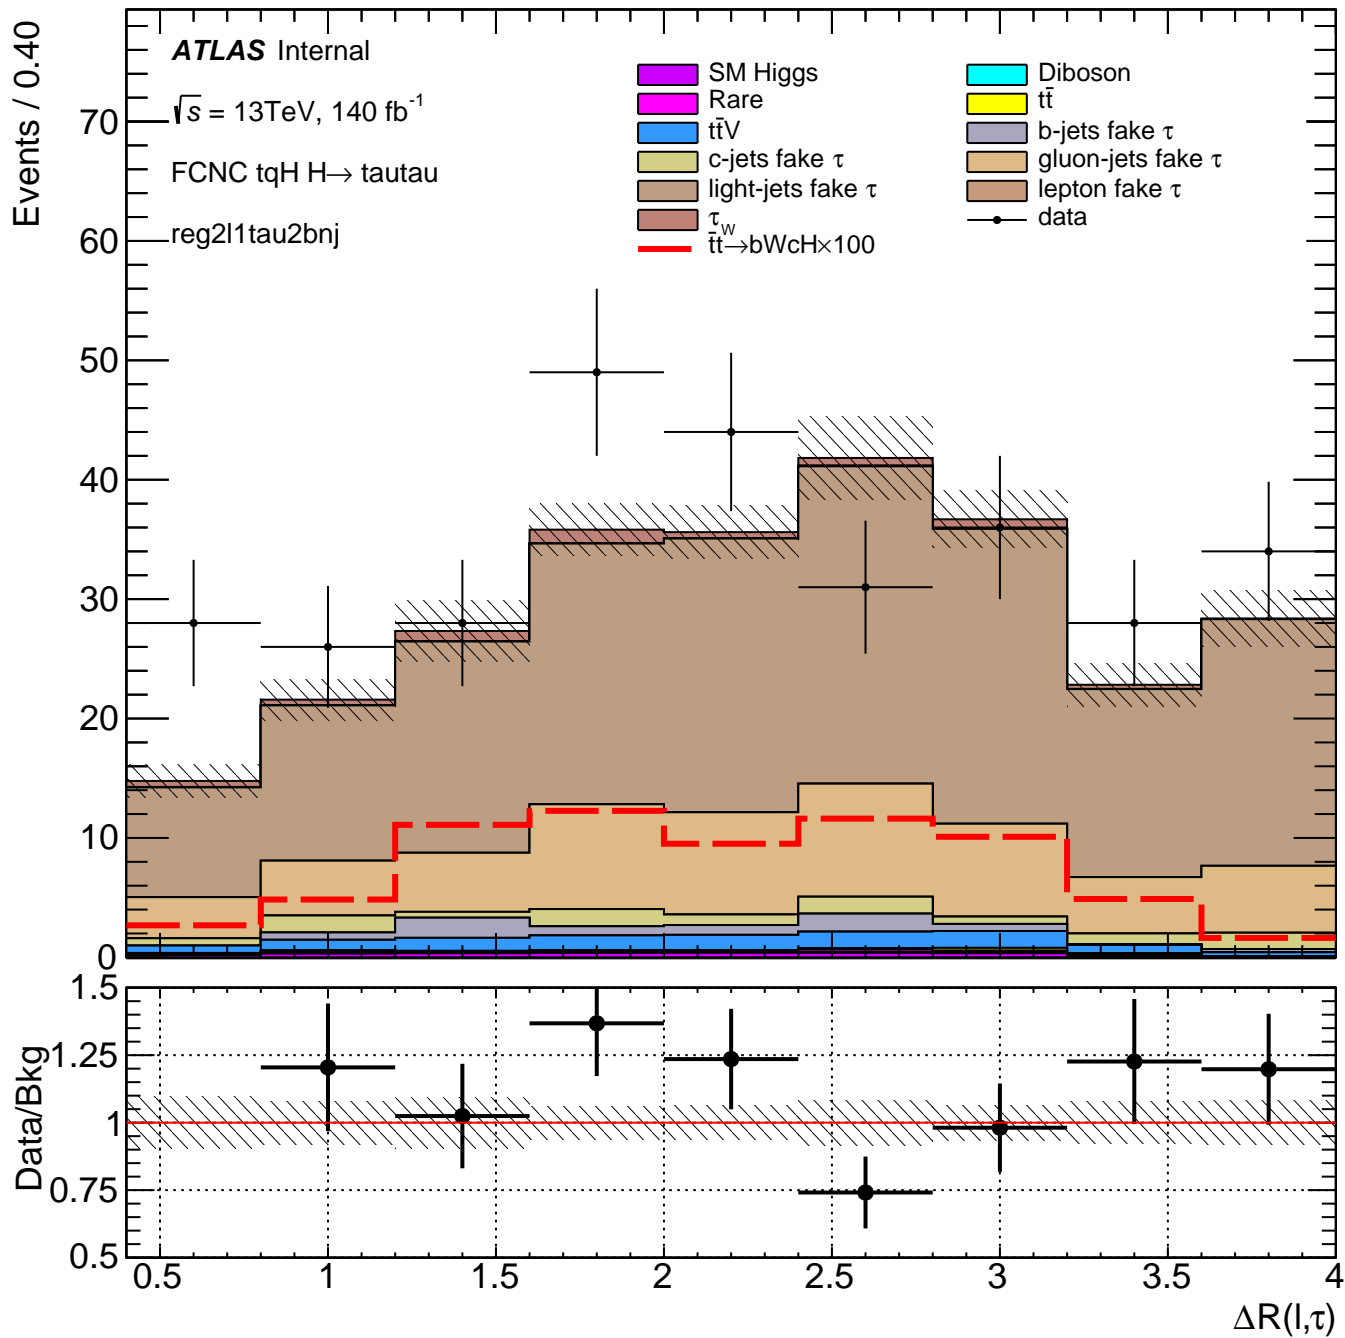 Events / 0.40
ATLAS Internal
√s = 13TeV, 140 fb⁻¹
FCNC tqH H→ tautau
reg2l1tau2bnj
SM Higgs
Rare
tt̄V
c-jets fake τ
light-jets fake τ
τ_W
t̄t→bWcH×100
Diboson
tt̄
b-jets fake τ
gluon-jets fake τ
lepton fake τ
data
70
60
50
40
30
20
10
0
Data/Bkg
1.5
1.25
1
0.75
0.5
0.5 1 1.5 2 2.5 3 3.5 4
ΔR(l,τ)